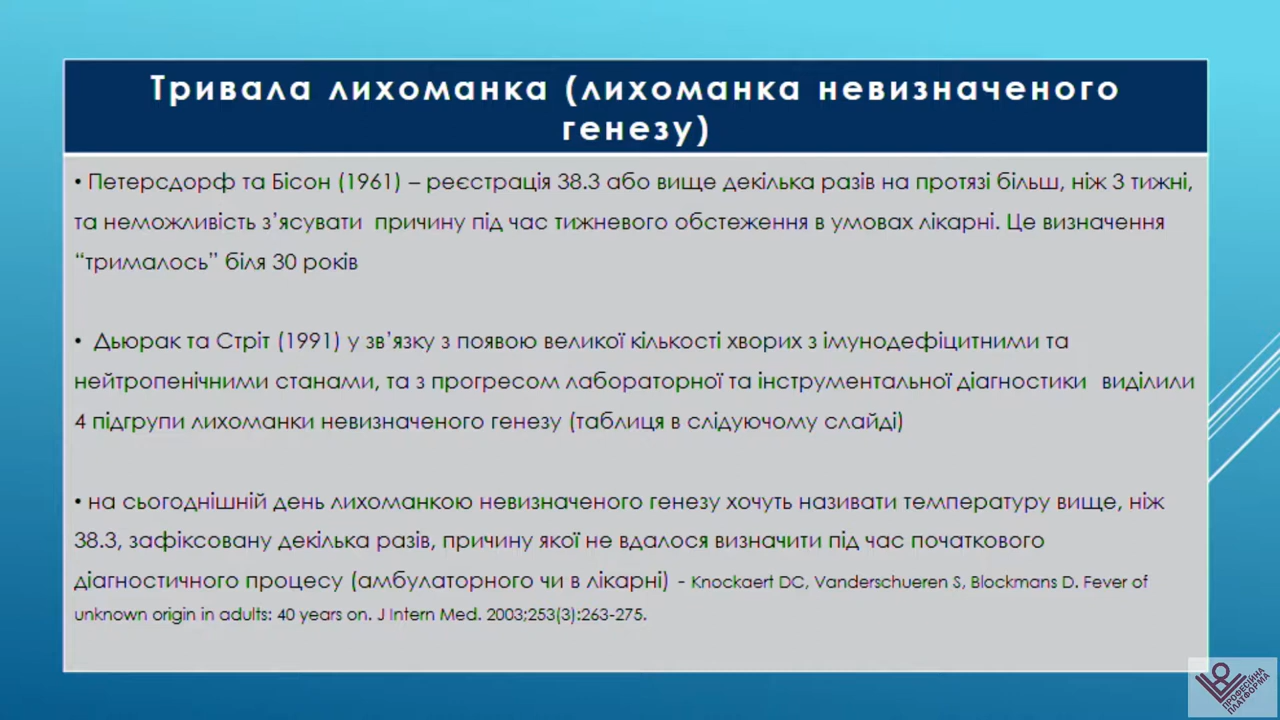 Тривала лихоманка (лихоманка невизначеного
генезу)
• Петерсдорф та Бісон (1961) – реєстрація 38.3 або вище декілька разів на протязі більш, ніж 3 тижні,
та неможливість з’ясувати причину під час тижневого обстеження в умовах лікарні. Це визначення
“трималось” біля 30 років
• Дьюрак та Стріт (1991) у зв’язку з появою великої кількості хворих з імунодефіцитними та
нейтропенічними станами, та з прогресом лабораторної та інструментальної діагностики виділили
4 підгрупи лихоманки невизначеного генезу (таблиця в слідуючому слайді)
• на сьогоднішній день лихоманкою невизначеного генезу хочуть називати температуру вище, ніж
38.3, зафіксовану декілька разів, причину якої не вдалося визначити під час початкового
діагностичного процесу (амбулаторного чи в лікарні) - Knockaert DC, Vanderschueren S, Blockmans D. Fever of
unknown origin in adults: 40 years on. J Intern Med. 2003;253(3):263-275.
ПРОФЕСІЙНА
ПЛАТФОРМА